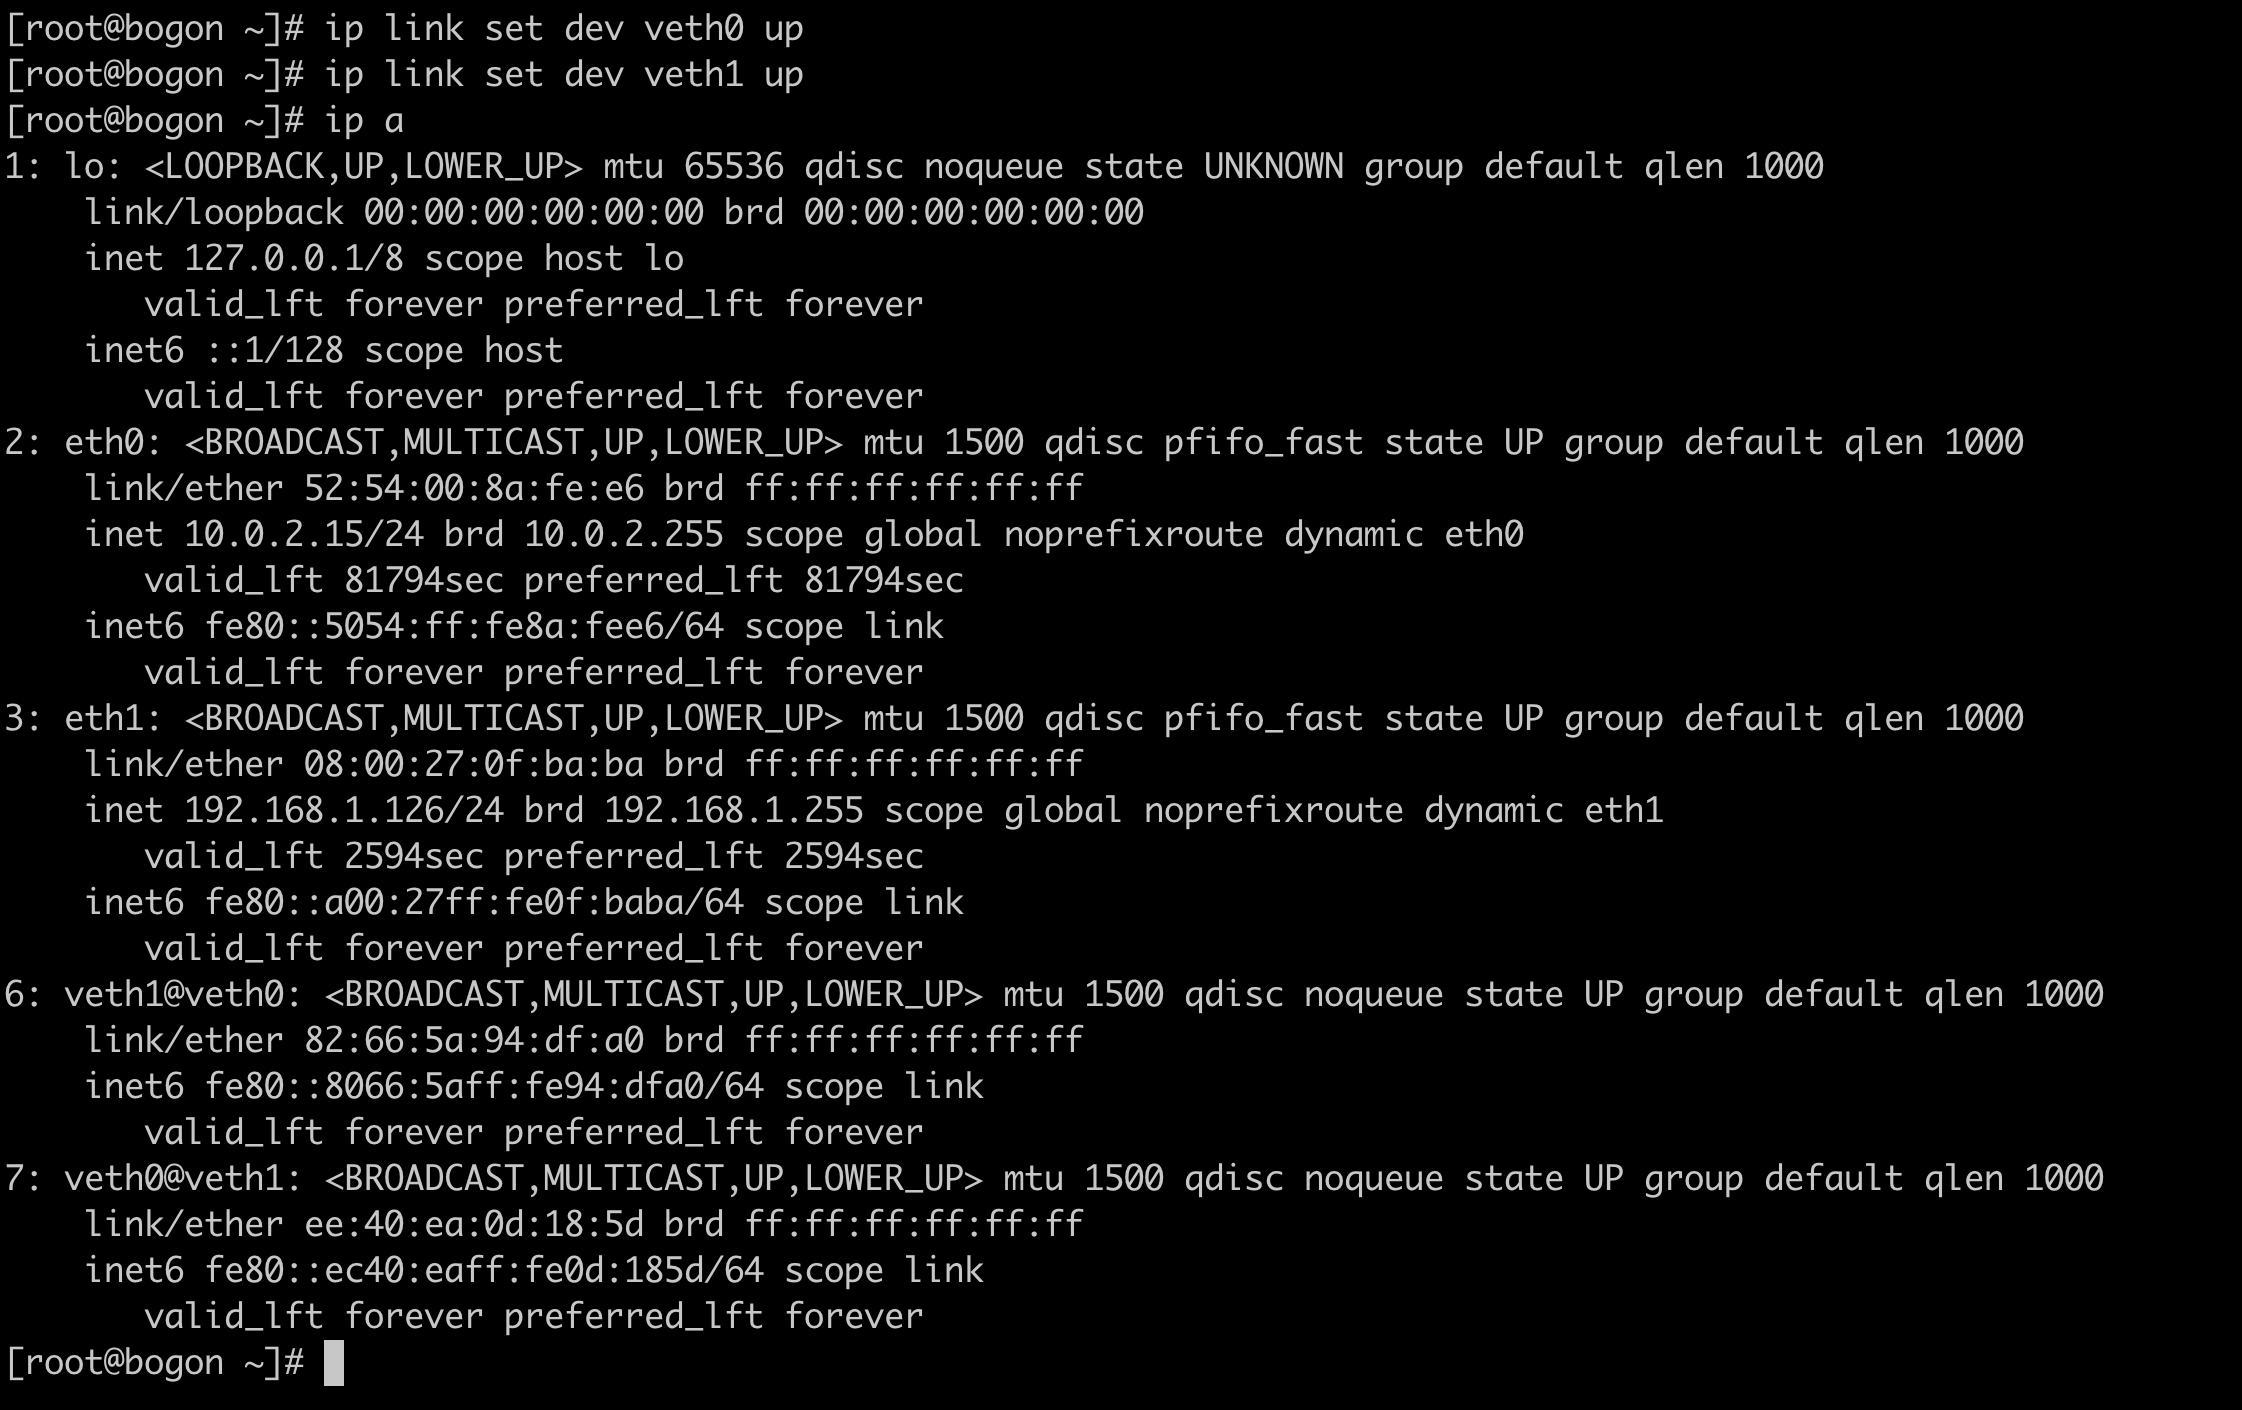 [root@bogon ~]# ip link set dev veth0 up
[root@bogon ~]# ip link set dev veth1 up
[root@bogon ~]# ip a
1: lo: <LOOPBACK,UP,LOWER_UP> mtu 65536 qdisc noqueue state UNKNOWN group default qlen 1000
    link/loopback 00:00:00:00:00:00 brd 00:00:00:00:00:00
    inet 127.0.0.1/8 scope host lo
       valid_lft forever preferred_lft forever
    inet6 ::1/128 scope host
       valid_lft forever preferred_lft forever
2: eth0: <BROADCAST,MULTICAST,UP,LOWER_UP> mtu 1500 qdisc pfifo_fast state UP group default qlen 1000
    link/ether 52:54:00:8a:fe:e6 brd ff:ff:ff:ff:ff:ff
    inet 10.0.2.15/24 brd 10.0.2.255 scope global noprefixroute dynamic eth0
       valid_lft 81794sec preferred_lft 81794sec
    inet6 fe80::5054:ff:fe8a:fee6/64 scope link
       valid_lft forever preferred_lft forever
3: eth1: <BROADCAST,MULTICAST,UP,LOWER_UP> mtu 1500 qdisc pfifo_fast state UP group default qlen 1000
    link/ether 08:00:27:0f:ba:ba brd ff:ff:ff:ff:ff:ff
    inet 192.168.1.126/24 brd 192.168.1.255 scope global noprefixroute dynamic eth1
       valid_lft 2594sec preferred_lft 2594sec
    inet6 fe80::a00:27ff:fe0f:baba/64 scope link
       valid_lft forever preferred_lft forever
6: veth1@veth0: <BROADCAST,MULTICAST,UP,LOWER_UP> mtu 1500 qdisc noqueue state UP group default qlen 1000
    link/ether 82:66:5a:94:df:a0 brd ff:ff:ff:ff:ff:ff
    inet6 fe80::8066:5aff:fe94:dfa0/64 scope link
       valid_lft forever preferred_lft forever
7: veth0@veth1: <BROADCAST,MULTICAST,UP,LOWER_UP> mtu 1500 qdisc noqueue state UP group default qlen 1000
    link/ether ee:40:ea:0d:18:5d brd ff:ff:ff:ff:ff:ff
    inet6 fe80::ec40:eaff:fe0d:185d/64 scope link
       valid_lft forever preferred_lft forever
[root@bogon ~]#